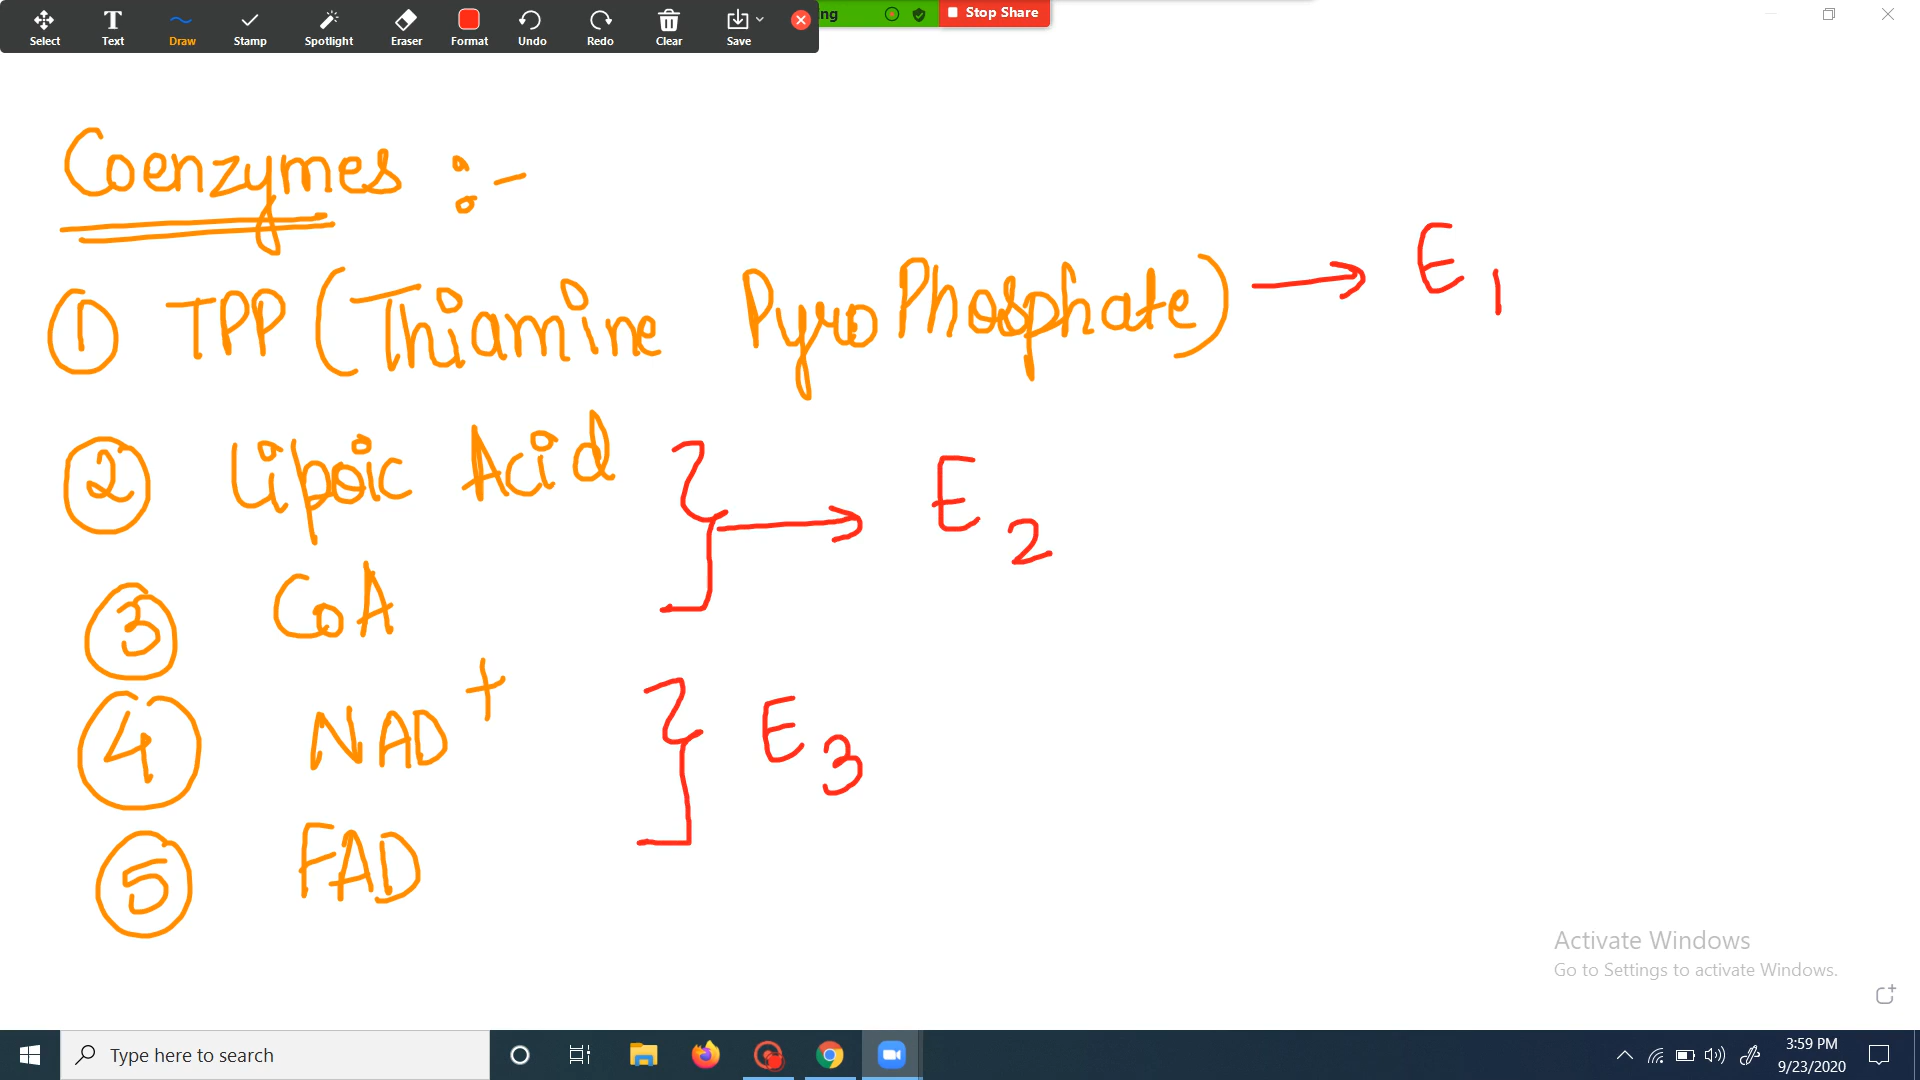 Select Text Draw Stamp Spotlight Eraser Format Undo Redo Clear Save ng Stop Share
Coenzymes :-
① TPP (Thiamine PyroPhosphate) → E1
② Lipoic Acid → E2
③ CoA
④ NAD+ E3
⑤ FAD
Activate Windows
Go to Settings to activate Windows.
Type here to search
3:59 PM
9/23/2020